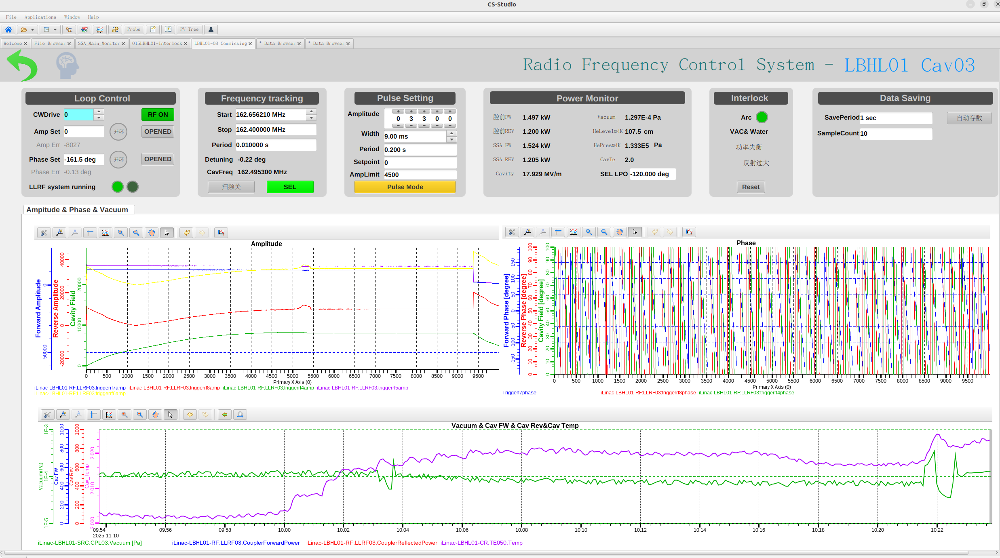 CS-Studio
File Applications Window Help
Probe PV Tree
Welcome File Browser SSA_Main_Monitor 015LBHL01-Interlock LBHL01-03 Commissing * Data Browser * Data Browser
Radio Frequency Control System - LBHL01 Cav03
Loop Control
CWDrive 0 RF ON
Amp Set 0 开环 OPENED
Amp Err -8027
Phase Set -161.5 deg 开环 OPENED
Phase Err -0.13 deg
LLRF system running
Frequency tracking
Start 162.656210 MHz
Stop 162.400000 MHz
Period 0.010000 s
Detuning -0.22 deg
CavFreq 162.495300 MHz
扫频关 SEL
Pulse Setting
Amplitude 0 3 3 0 0
Width 9.00 ms
Period 0.200 s
Setpoint 0
AmpLimit 4500
Pulse Mode
Power Monitor
腔前FW 1.497 kW Vacuum 1.297E-4 Pa
腔前REV 1.200 kW HeLevel@4K 107.5 cm
SSA FW 1.524 kW HePres@4K 1.333E5 Pa
SSA REV 1.205 kW CavTe 2.0
Cavity 17.929 MV/m SEL LPO -120.000 deg
Interlock
Arc
VAC& Water
功率失衡
反射过大
Reset
Data Saving
SavePeriod 1 sec 自动存数
SampleCount 10
Ampitude & Phase & Vacuum
Amplitude
Forward Amplitude
0 -50000
Reverse Amplitude
40000 20000 0 -20000
Cavity Field
20000 10000 0
0 500 1000 1500 2000 2500 3000 3500 4000 4500 5000 5500 6000 6500 7000 7500 8000 8500 9000 9500
Primary X Axis (0)
iLinac-LBHL01-RF:LLRF03:triggerrf7amp iLinac-LBHL01-RF:LLRF03:triggerrf8amp iLinac-LBHL01-RF:LLRF03:triggerrf4amp iLinac-LBHL01-RF:LLRF03:triggerrf5amp
iLinac-LBHL01-RF:LLRF03:triggerrf6amp
Phase
Forward Phase [degree]
150 100 50 0 -50 -100 -150
Reverse Phase [degree]
100 90 80 70 60 50 40 30 20 10 0
Cavity Field [degree]
100 90 80 70 60 50 40 30 20 10 0
0 500 1000 1500 2000 2500 3000 3500 4000 4500 5000 5500 6000 6500 7000 7500 8000 8500 9000 9500
Primary X Axis (0)
Triggerf7phase iLinac-LBHL01-RF:LLRF03:triggerrf8phase iLinac-LBHL01-RF:LLRF03:triggerrf4phase
Vacuum & Cav FW & Cav Rev&Cav Temp
Vacuum(Pa)
1E-3 1E-4 1E-5
Cav FW
1000 800 600 400 200 0
Cav Rev
1000 800 600 400 200 0
Cav_Temp
2.020 2.010 2.000
09:54 09:56 09:58 10:00 10:02 10:04 10:06 10:08 10:10 10:12 10:14 10:16 10:18 10:20 10:22
2025-11-10
iLinac-LBHL01-SRC:CPL03:Vacuum [Pa] iLinac-LBHL01-RF:LLRF03:CouplerForwardPower iLinac-LBHL01-RF:LLRF03:CouplerReflectedPower iLinac-LBHL01-CR:TE050:Temp